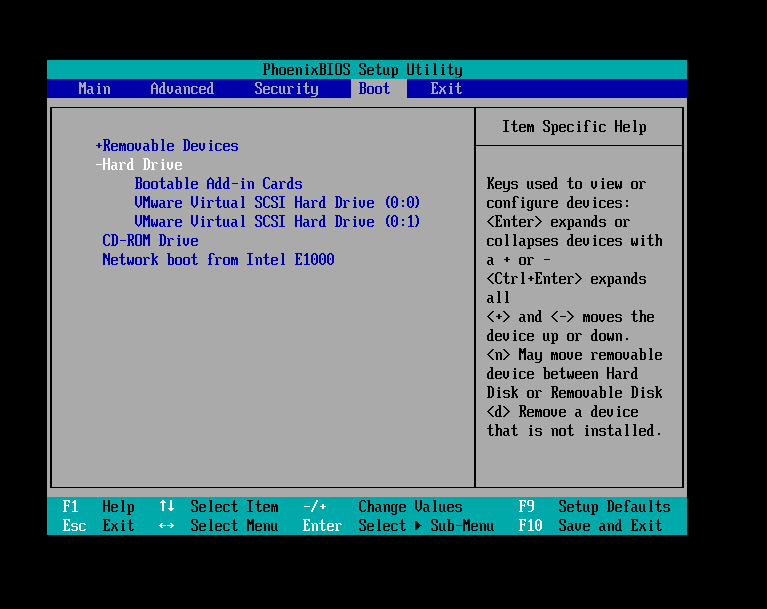 PhoenixBIOS Setup Utility
Main Advanced Security Boot Exit
Item Specific Help
+Removable Devices
-Hard Drive
Bootable Add-in Cards
VMware Virtual SCSI Hard Drive (0:0)
VMware Virtual SCSI Hard Drive (0:1)
CD-ROM Drive
Network boot from Intel E1000
Keys used to view or
configure devices:
<Enter> expands or
collapses devices with
a + or -
<Ctrl+Enter> expands
all
<+> and <-> moves the
device up or down.
<n> May move removable
device between Hard
Disk or Removable Disk
<d> Remove a device
that is not installed.
F1 Help ↑↓ Select Item -/+ Change Values F9 Setup Defaults
Esc Exit ↔ Select Menu Enter Select ▶ Sub-Menu F10 Save and Exit